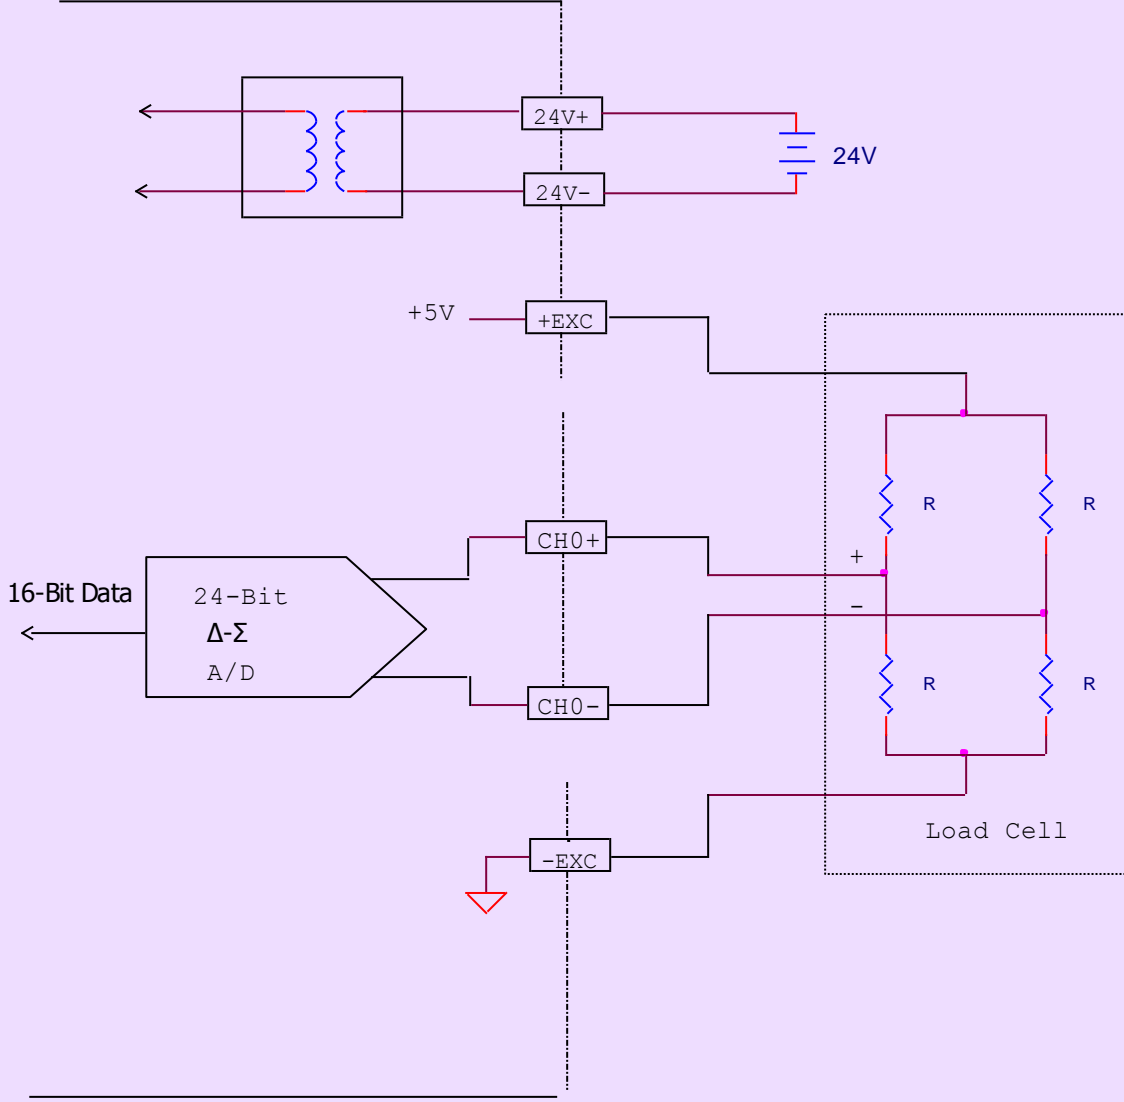 24V+
24V
24V-
+5V
+EXC
R
R
CH0+
+
16-Bit Data
24-Bit
Δ-Σ
A/D
-
R
R
CH0-
Load Cell
-EXC